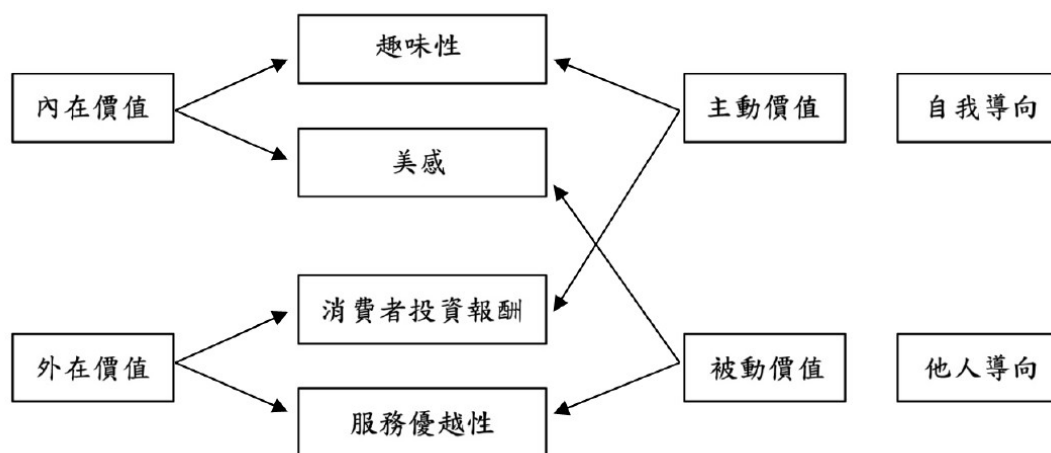 趣味性
內在價值
主動價值
自我導向
美感
消費者投資報酬
外在價值
被動價值
他人導向
服務優越性